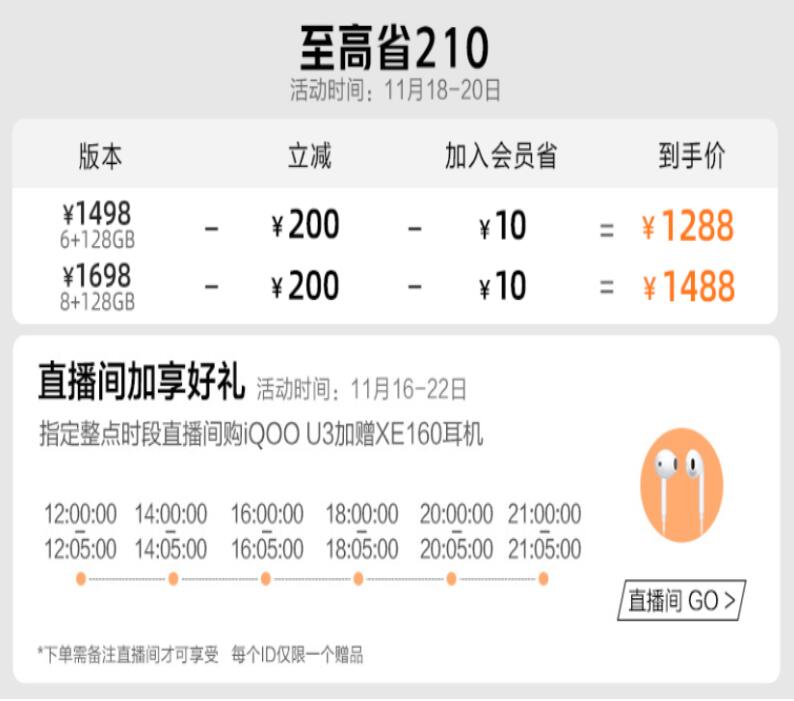 至高省210
活动时间：11月18-20日
版本 立减 加入会员省 到手价
¥1498 - ¥200 - ¥10 = ¥1288
6+128GB
¥1698 - ¥200 - ¥10 = ¥1488
8+128GB
直播间加享好礼 活动时间：11月16-22日
指定整点时段直播间购iQOO U3加赠XE160耳机
12:00:00 14:00:00 16:00:00 18:00:00 20:00:00 21:00:00
- - - - - -
12:05:00 14:05:00 16:05:00 18:05:00 20:05:00 21:05:00
直播间 GO >
*下单需备注直播间才可享受 每个ID仅限一个赠品